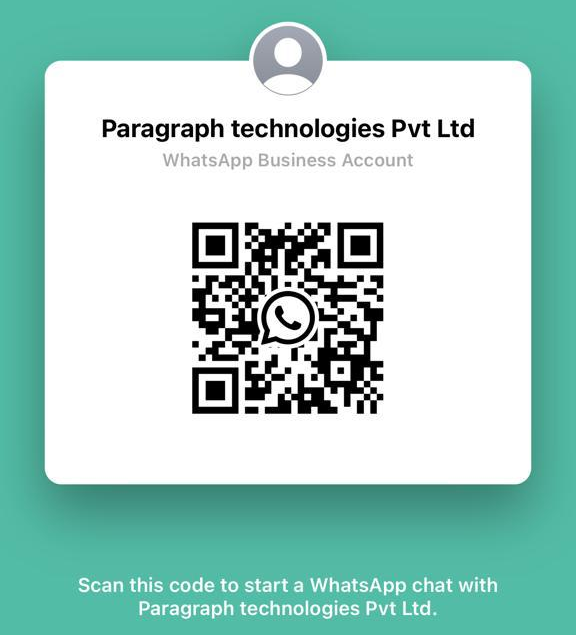 Paragraph technologies Pvt Ltd
WhatsApp Business Account
Scan this code to start a WhatsApp chat with
Paragraph technologies Pvt Ltd.